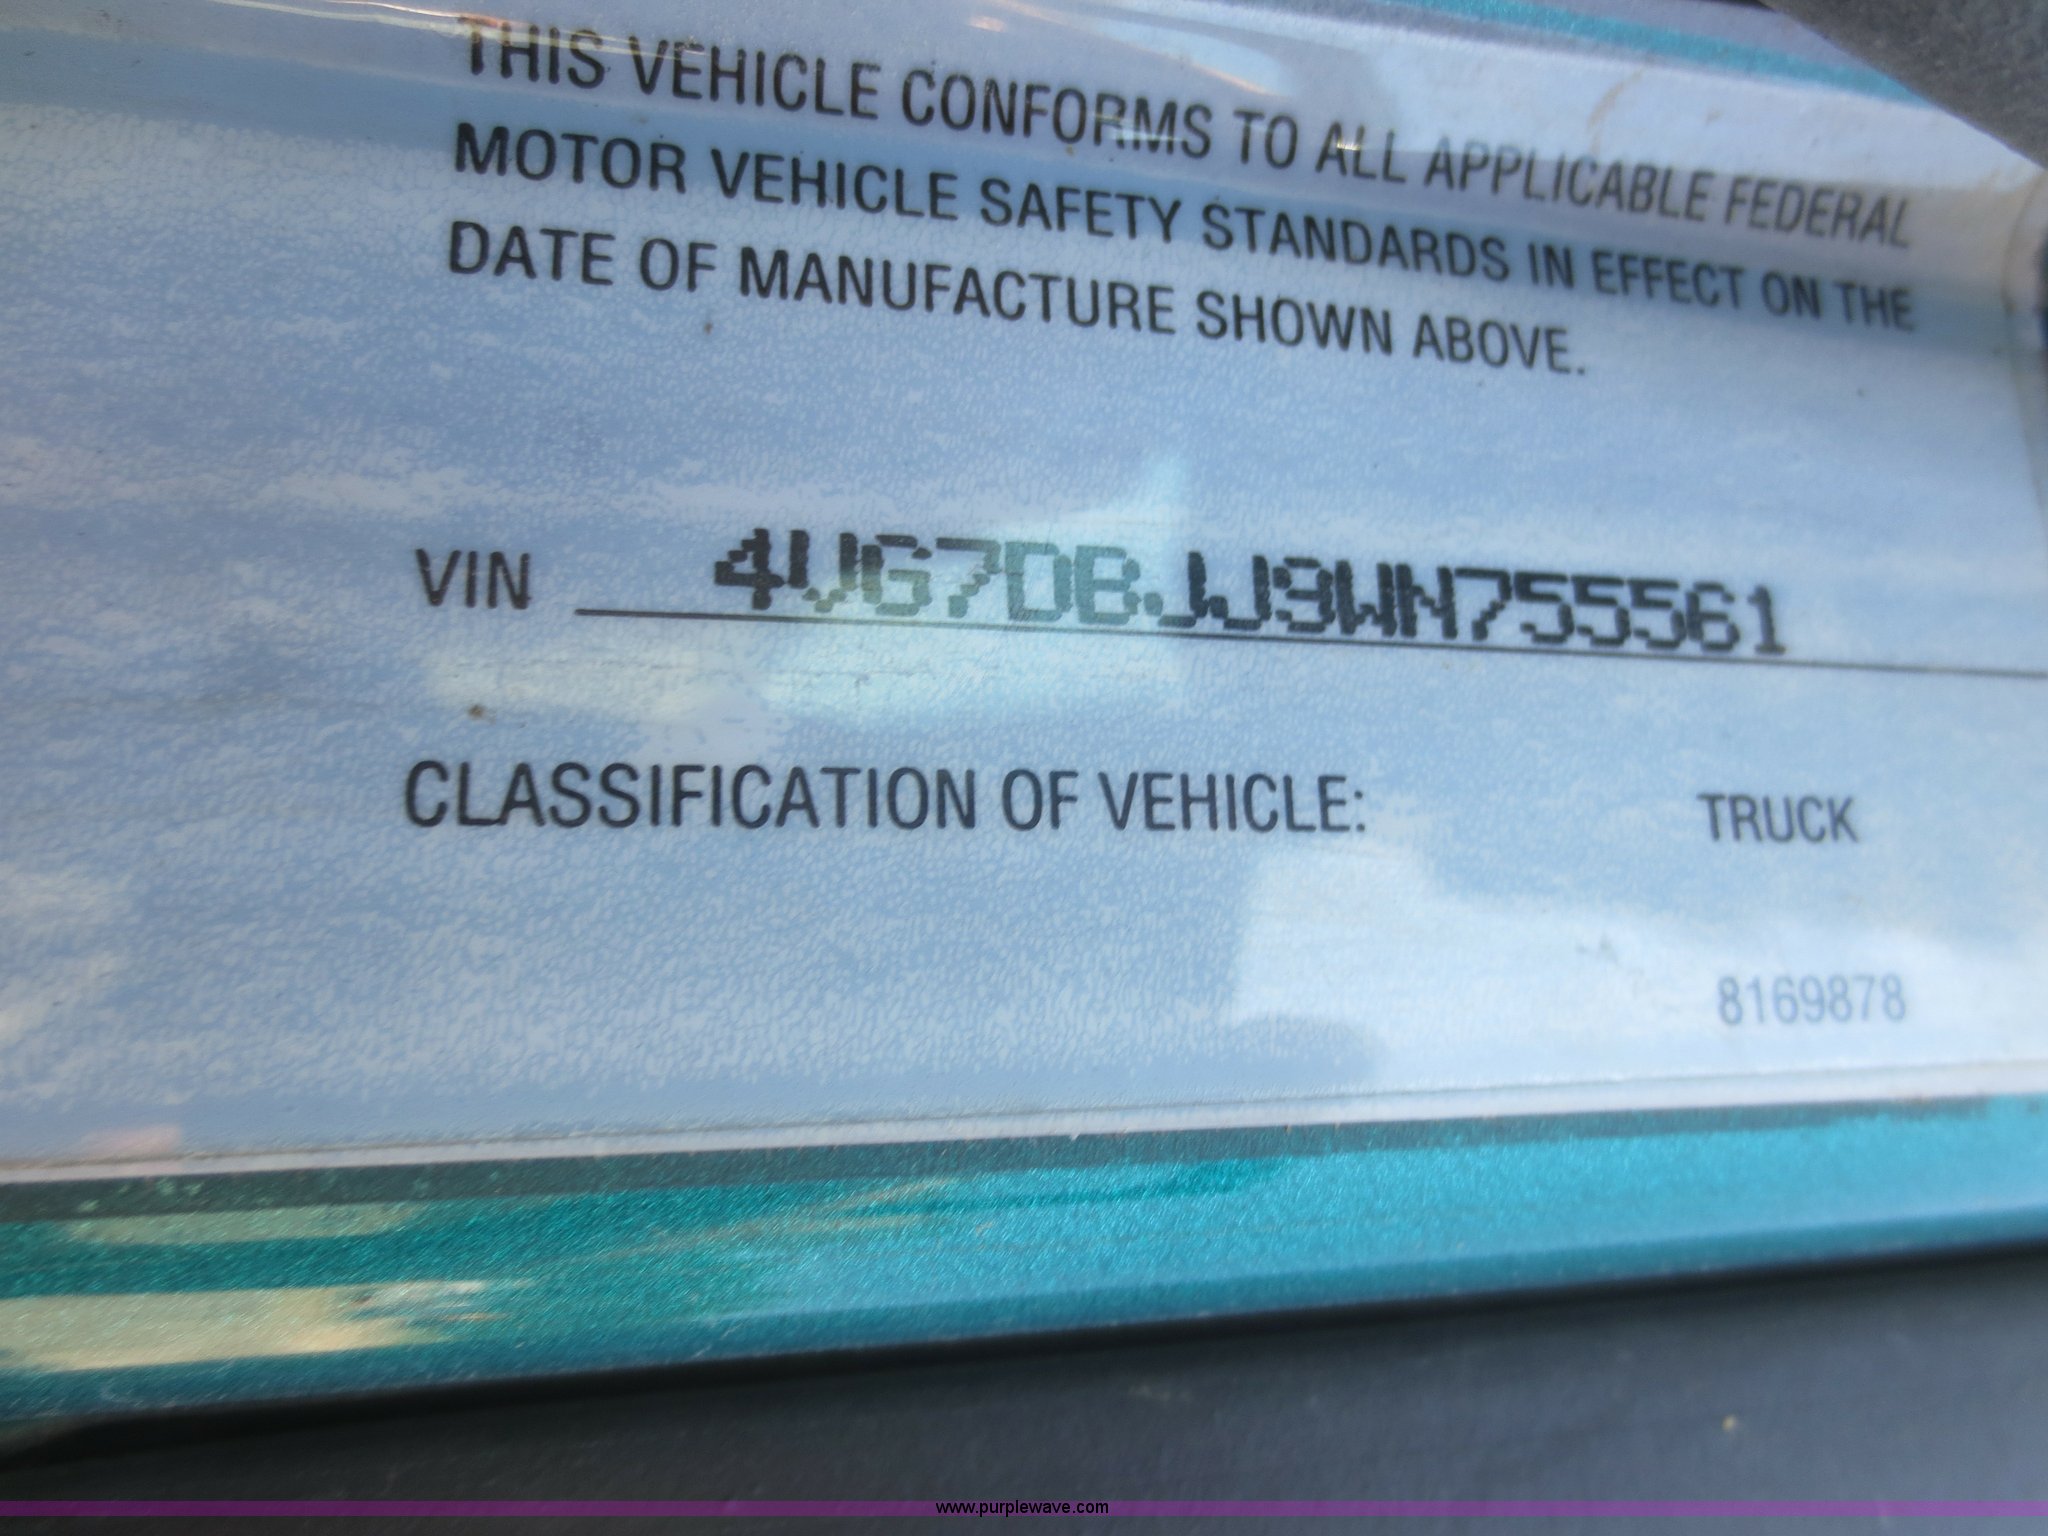 THIS VEHICLE CONFORMS TO ALL APPLICABLE FEDERAL
MOTOR VEHICLE SAFETY STANDARDS IN EFFECT ON THE
DATE OF MANUFACTURE SHOWN ABOVE.
VIN 4VG7DBJJ9WN755561
CLASSIFICATION OF VEHICLE: TRUCK
8169878
www.purplewave.com